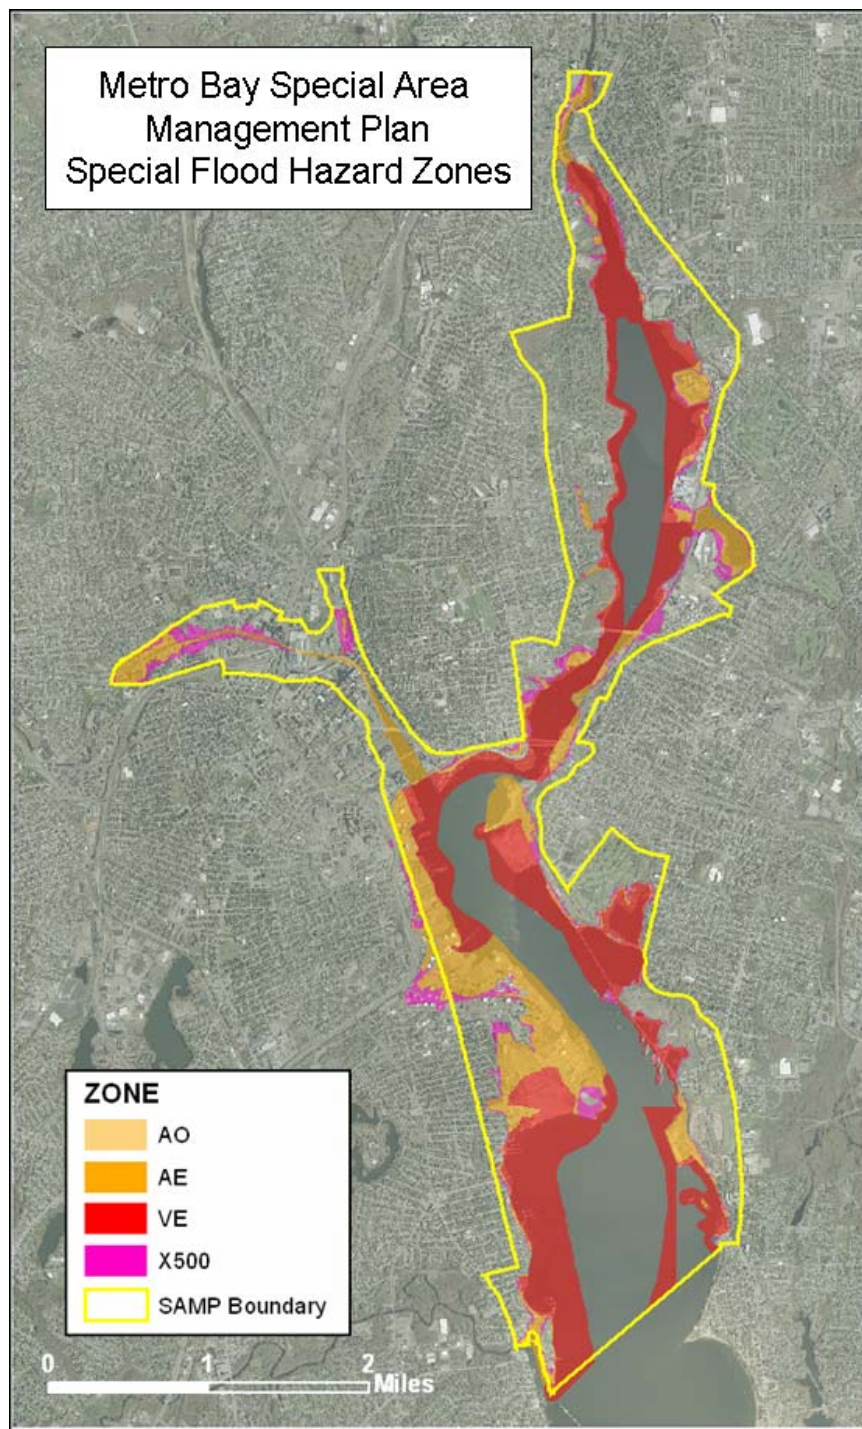 Metro Bay Special Area
Management Plan
Special Flood Hazard Zones
ZONE
AO
AE
VE
X500
SAMP Boundary
0 1 2
Miles